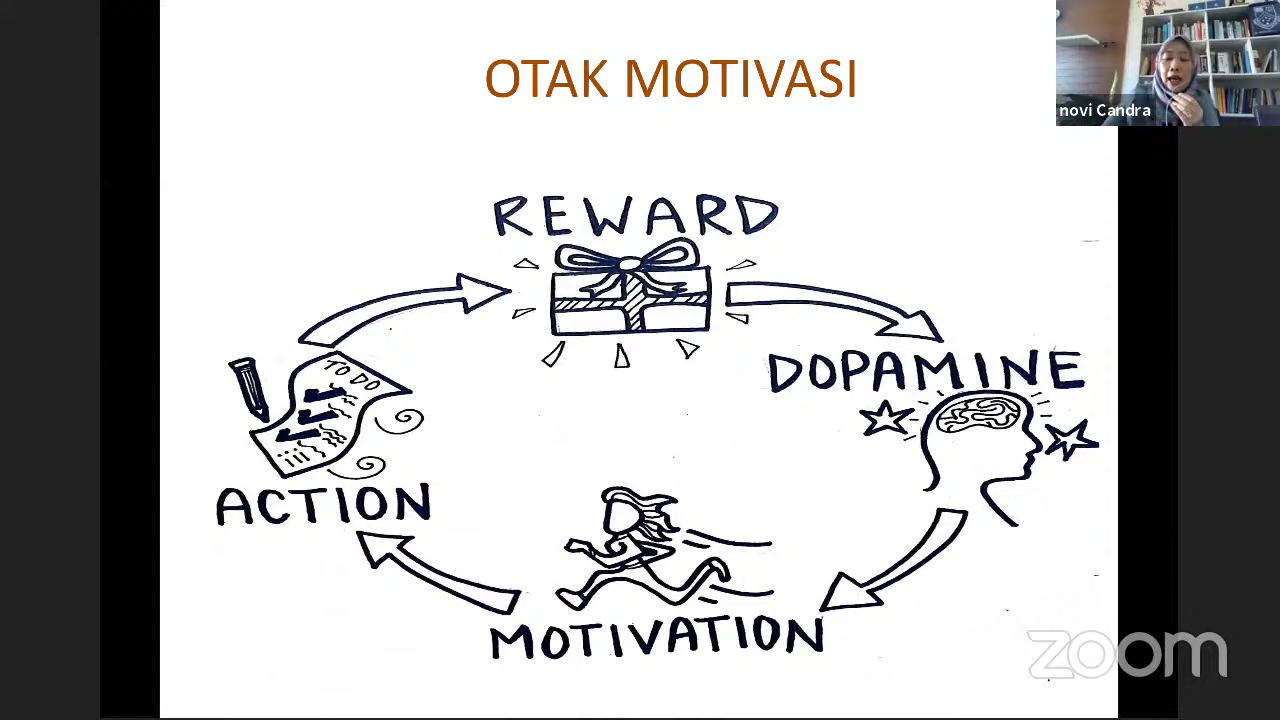 OTAK MOTIVASI
novi Candra
REWARD
DOPAMINE
TO DO
ACTION
MOTIVATION
zoom